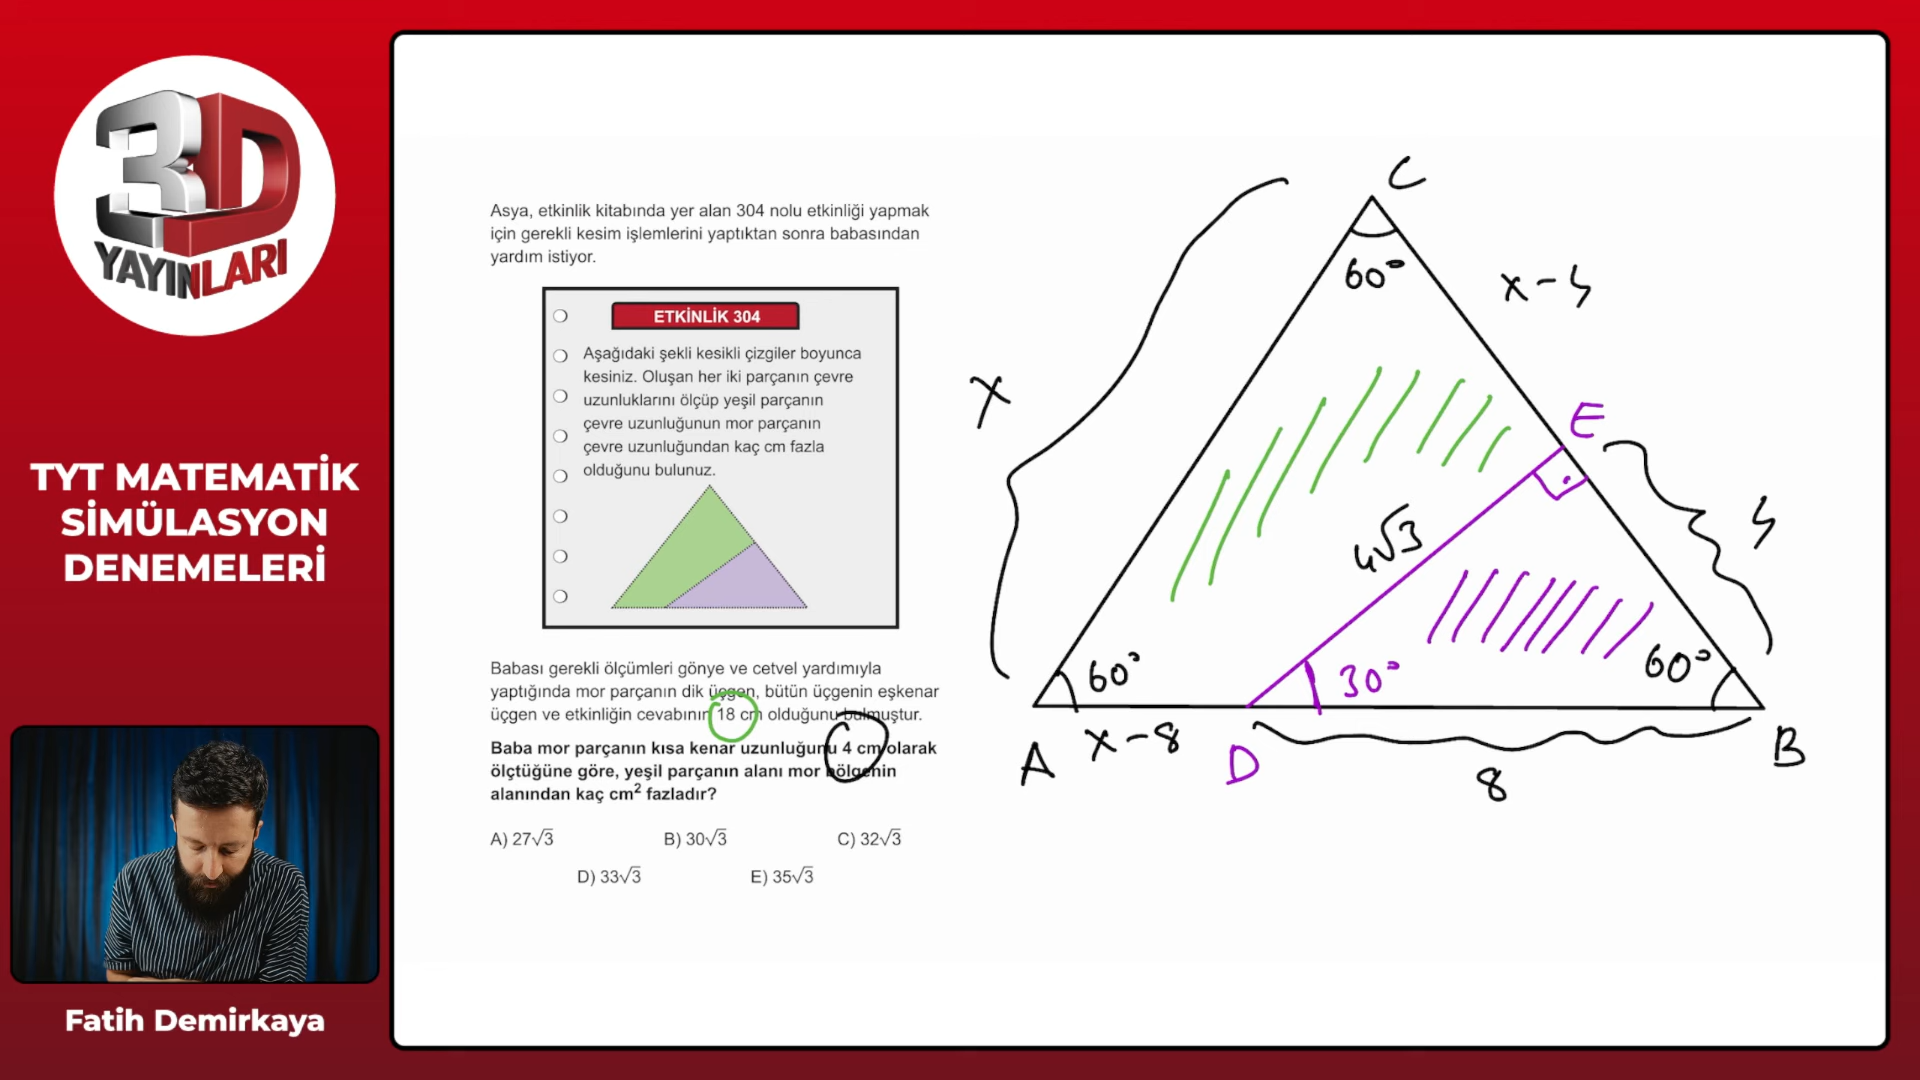 3D
YAYINLARI
TYT MATEMATİK
SİMÜLASYON
DENEMELERİ
Fatih Demirkaya
Asya, etkinlik kitabında yer alan 304 nolu etkinliği yapmak
için gerekli kesim işlemlerini yaptıktan sonra babasından
yardım istiyor.
ETKİNLİK 304
Aşağıdaki şekli kesikli çizgiler boyunca
kesiniz. Oluşan her iki parçanın çevre
uzunluklarını ölçüp yeşil parçanın
çevre uzunluğunun mor parçanın
çevre uzunluğundan kaç cm fazla
olduğunu bulunuz.
Babası gerekli ölçümleri gönye ve cetvel yardımıyla
yaptığında mor parçanın dik üçgen, bütün üçgenin eşkenar
üçgen ve etkinliğin cevabının 18 cm olduğunu bulmuştur.
Baba mor parçanın kısa kenar uzunluğunu 4 cm olarak
ölçtüğüne göre, yeşil parçanın alanı mor bölgenin
alanından kaç cm² fazladır?
A) 27√3
B) 30√3
C) 32√3
D) 33√3
E) 35√3
C
60°
x-4
x
E
4
4√3
60°
30°
60°
A
x-8
D
8
B